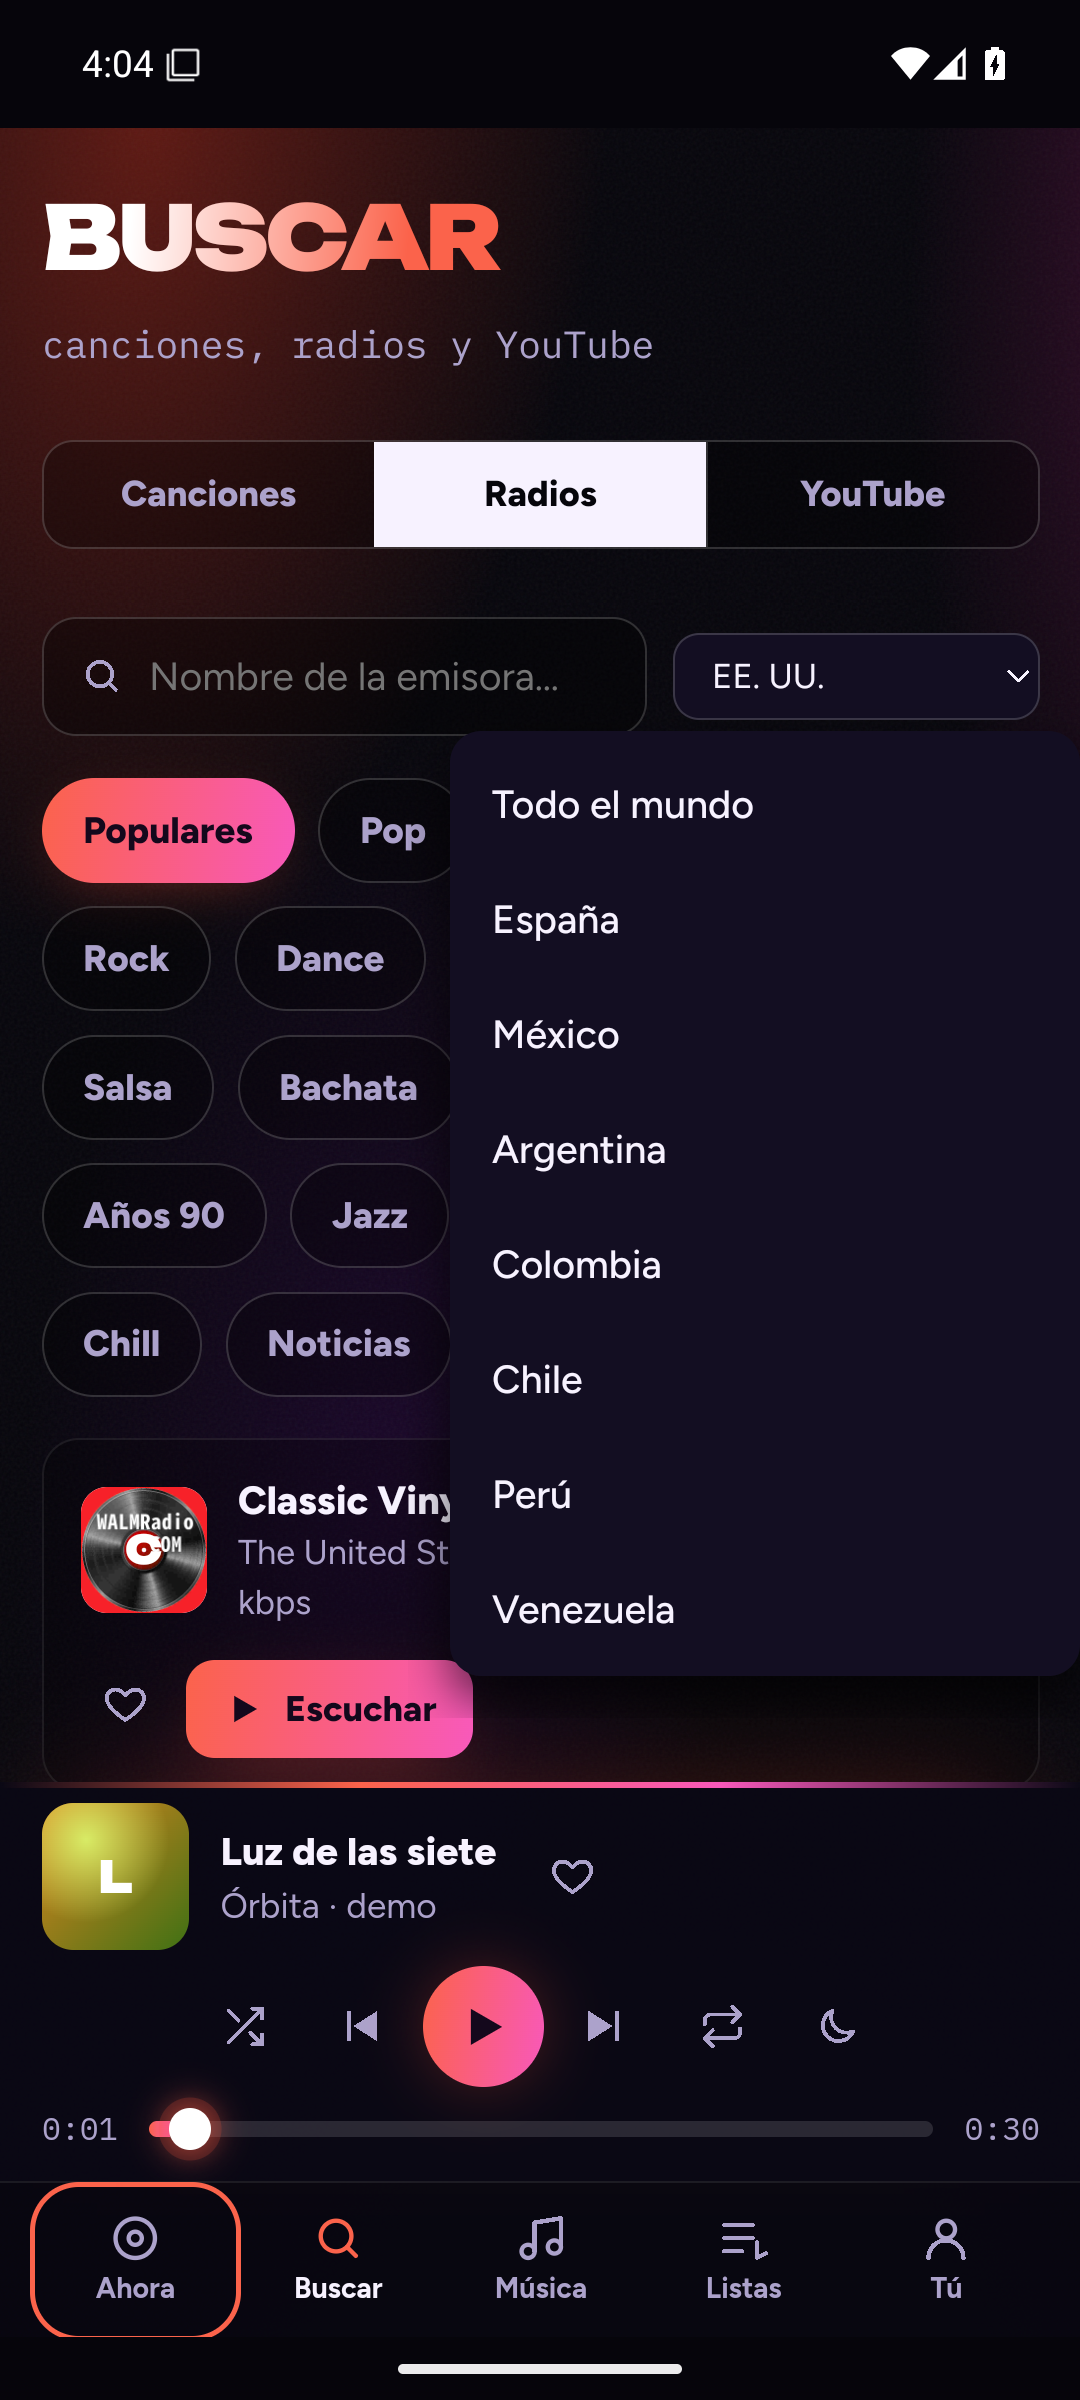 4:04
BUSCAR
canciones, radios y YouTube
Canciones
Radios
YouTube
Nombre de la emisora...
EE. UU.
Todo el mundo
España
México
Argentina
Colombia
Chile
Perú
Venezuela
Populares
Pop
Rock
Dance
Salsa
Bachata
Años 90
Jazz
Chill
Noticias
WALMRadio
.COM
Classic Viny
The United St
kbps
Escuchar
L
Luz de las siete
Órbita · demo
0:01
0:30
Ahora
Buscar
Música
Listas
Tú